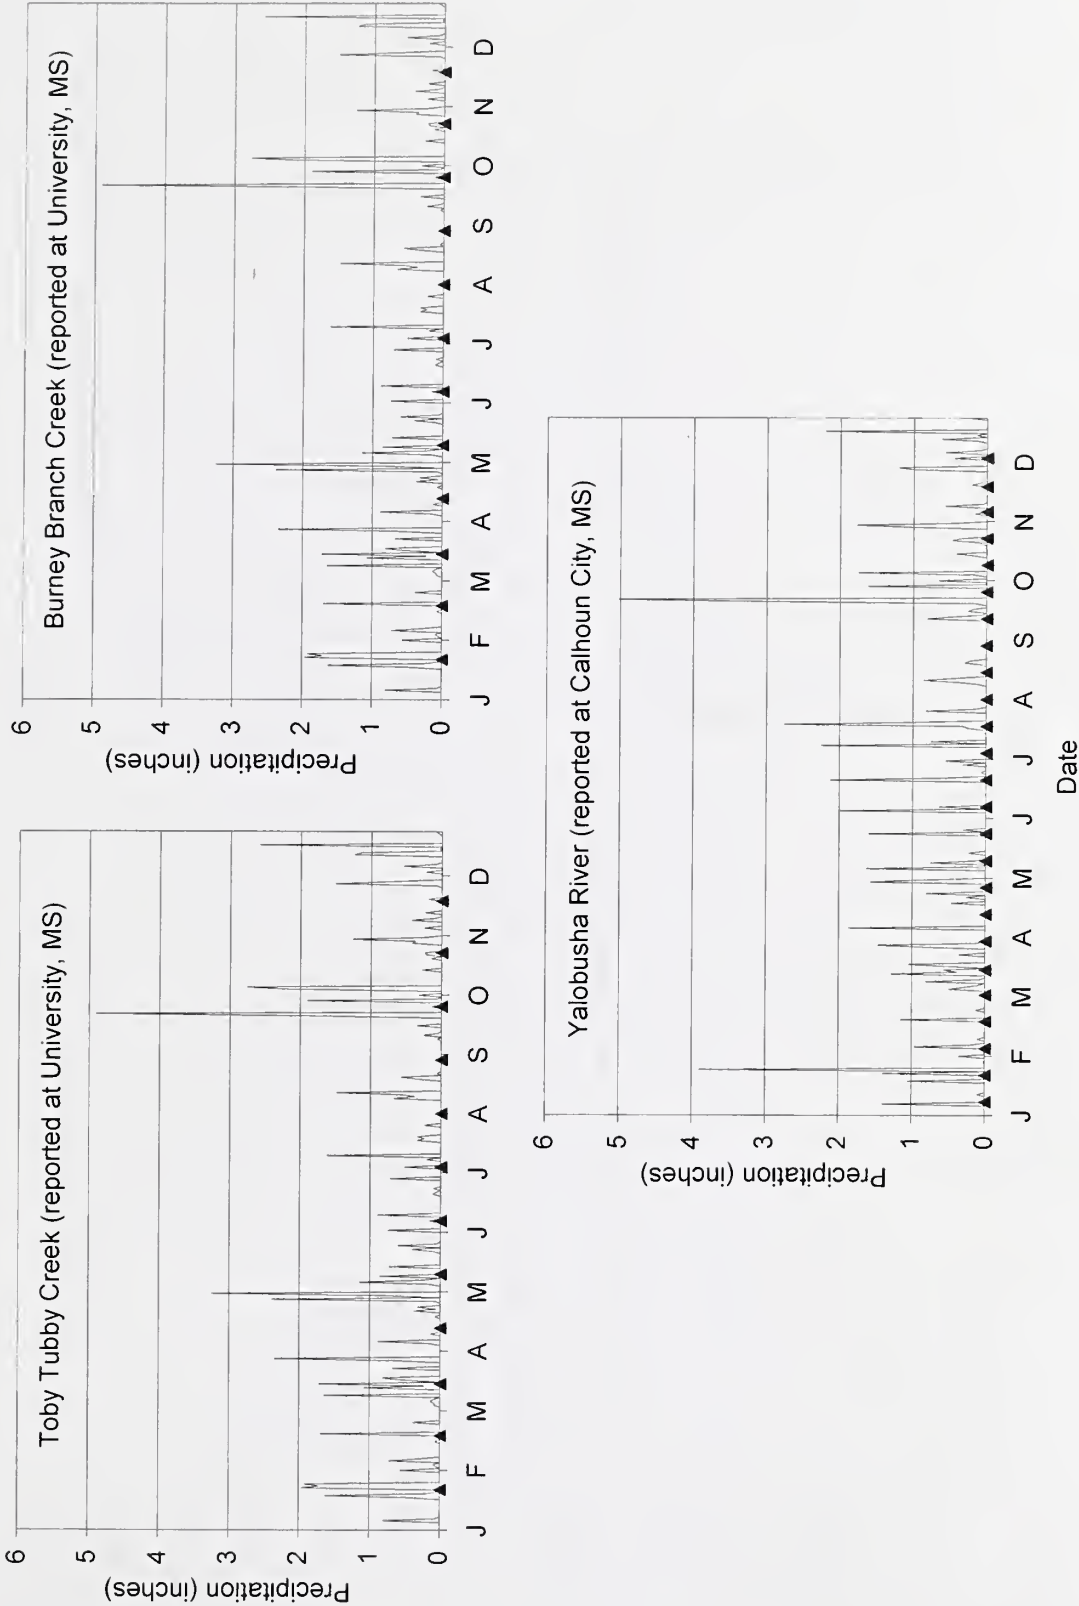 Toby Tubby Creek (reported at University, MS)
Precipitation (inches)
6
5
4
3
2
1
0
J F M A M J J A S O N D
Burney Branch Creek (reported at University, MS)
Precipitation (inches)
6
5
4
3
2
1
0
J F M A M J J A S O N D
Yalobusha River (reported at Calhoun City, MS)
Precipitation (inches)
6
5
4
3
2
1
0
J F M A M J J A S O N D
Date